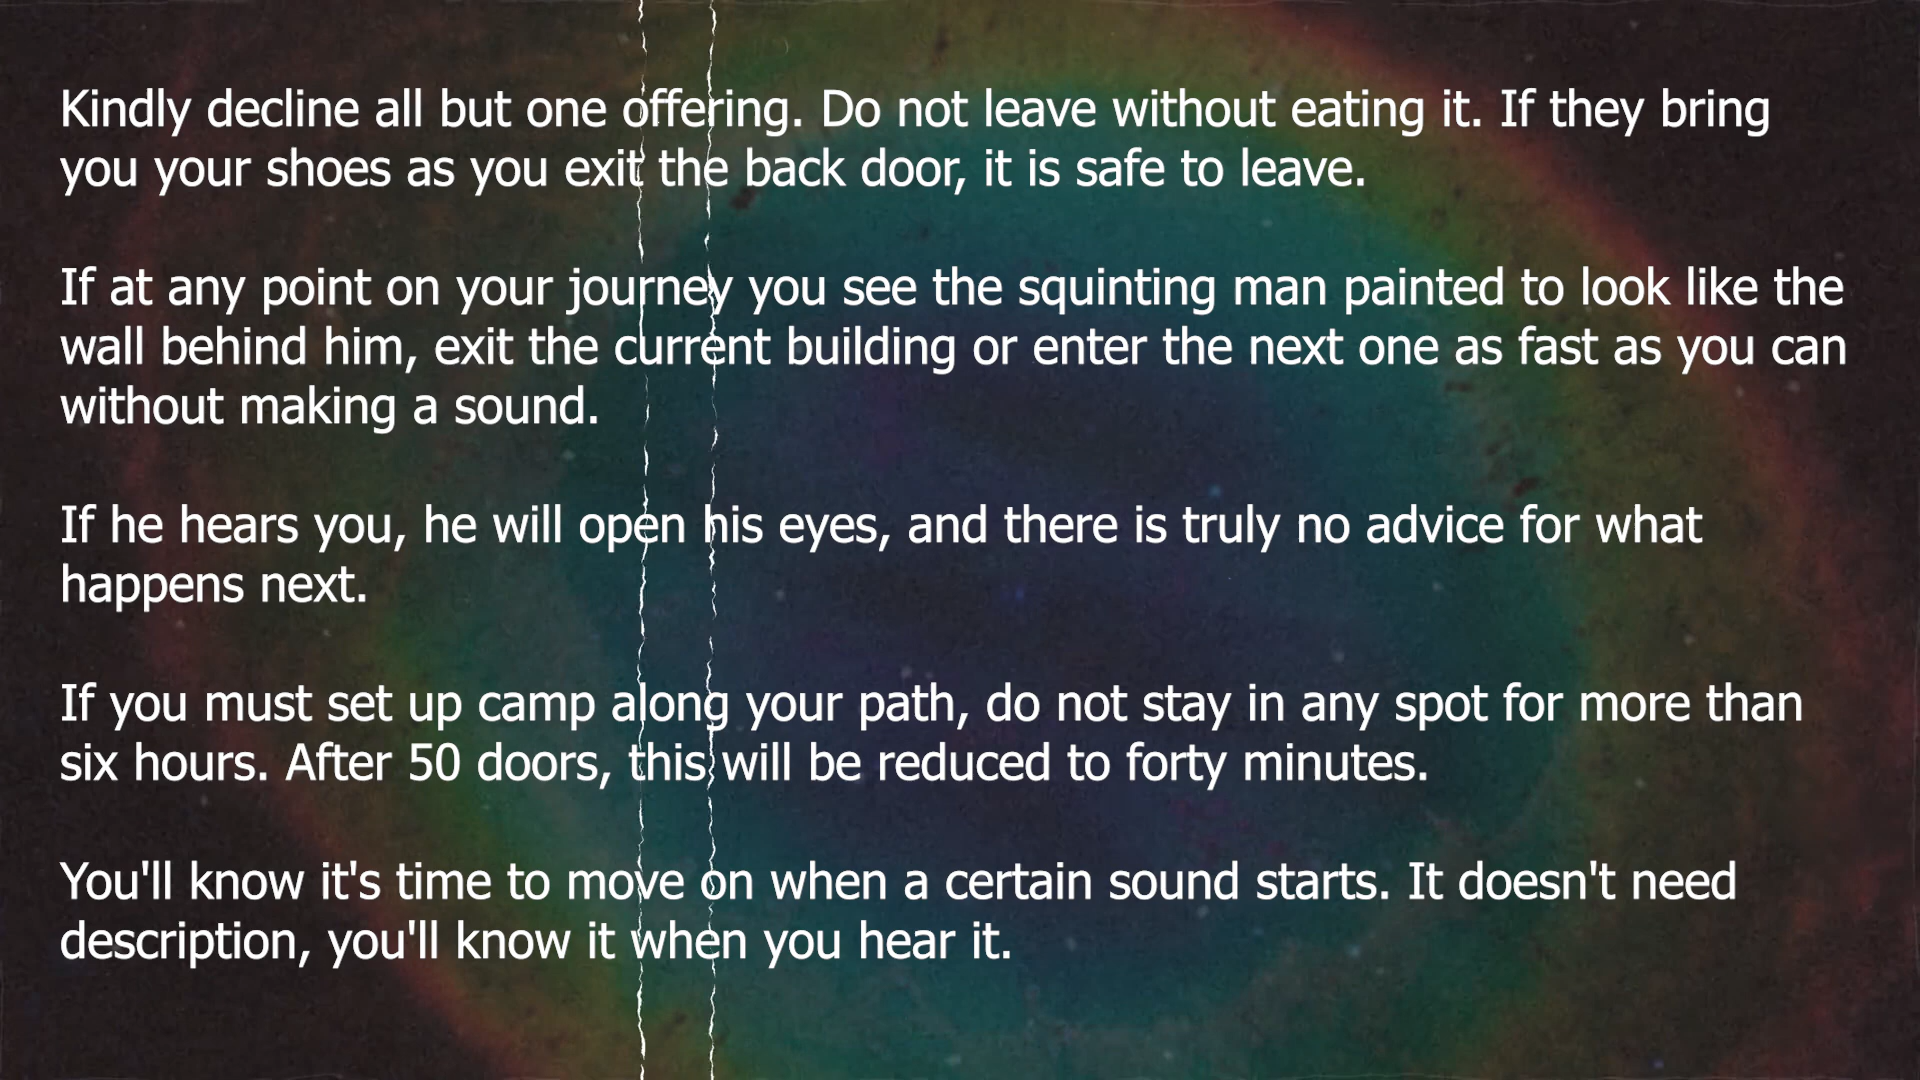 Kindly decline all but one offering. Do not leave without eating it. If they bring
you your shoes as you exit the back door, it is safe to leave.
If at any point on your journey you see the squinting man painted to look like the
wall behind him, exit the current building or enter the next one as fast as you can
without making a sound.
If he hears you, he will open his eyes, and there is truly no advice for what
happens next.
If you must set up camp along your path, do not stay in any spot for more than
six hours. After 50 doors, this will be reduced to forty minutes.
You'll know it's time to move on when a certain sound starts. It doesn't need
description, you'll know it when you hear it.